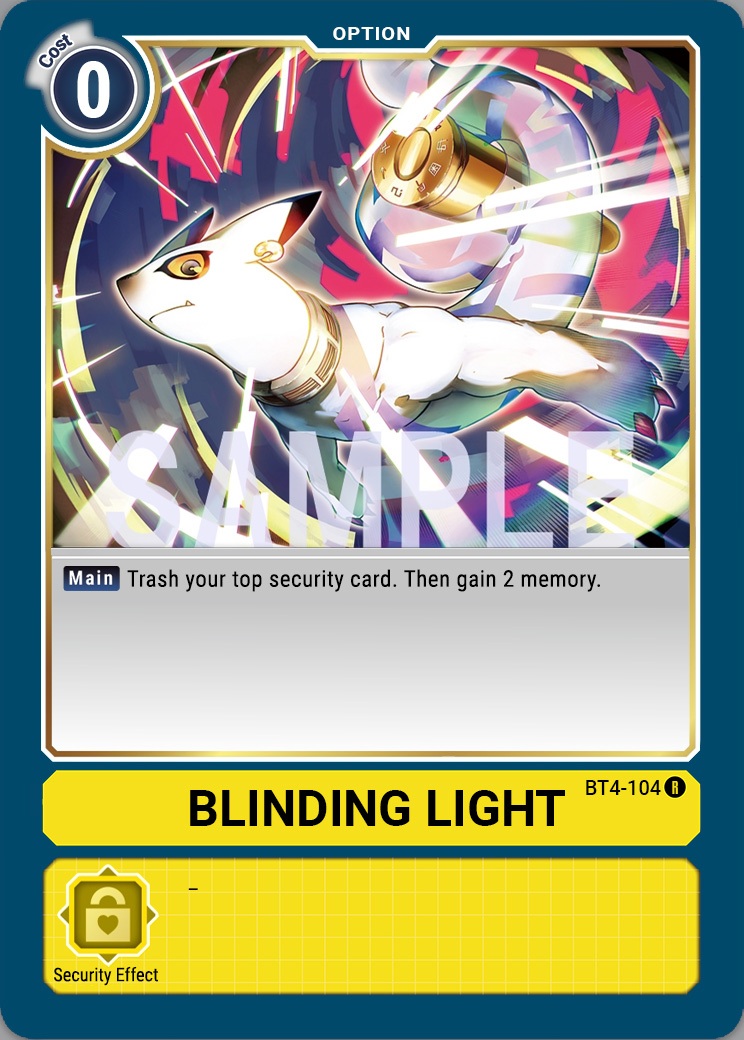 OPTION
Cost
0
SAMPLE
Main Trash your top security card. Then gain 2 memory.
BLINDING LIGHT
BT4-104 R
–
Security Effect